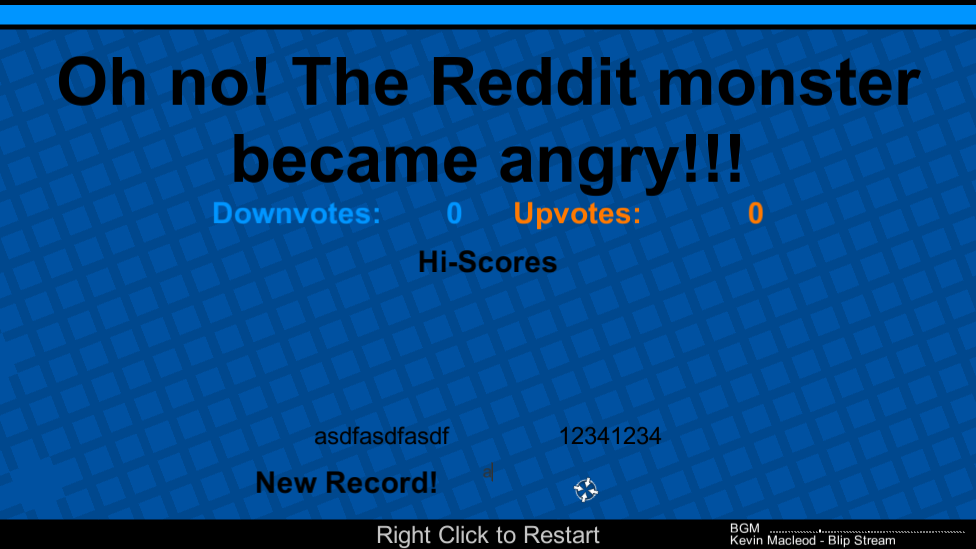 Oh no! The Reddit monster
became angry!!!
Downvotes: 0 Upvotes: 0
Hi-Scores
asdfasdfasdf 12341234
New Record!
Right Click to Restart
BGM
Kevin Macleod - Blip Stream